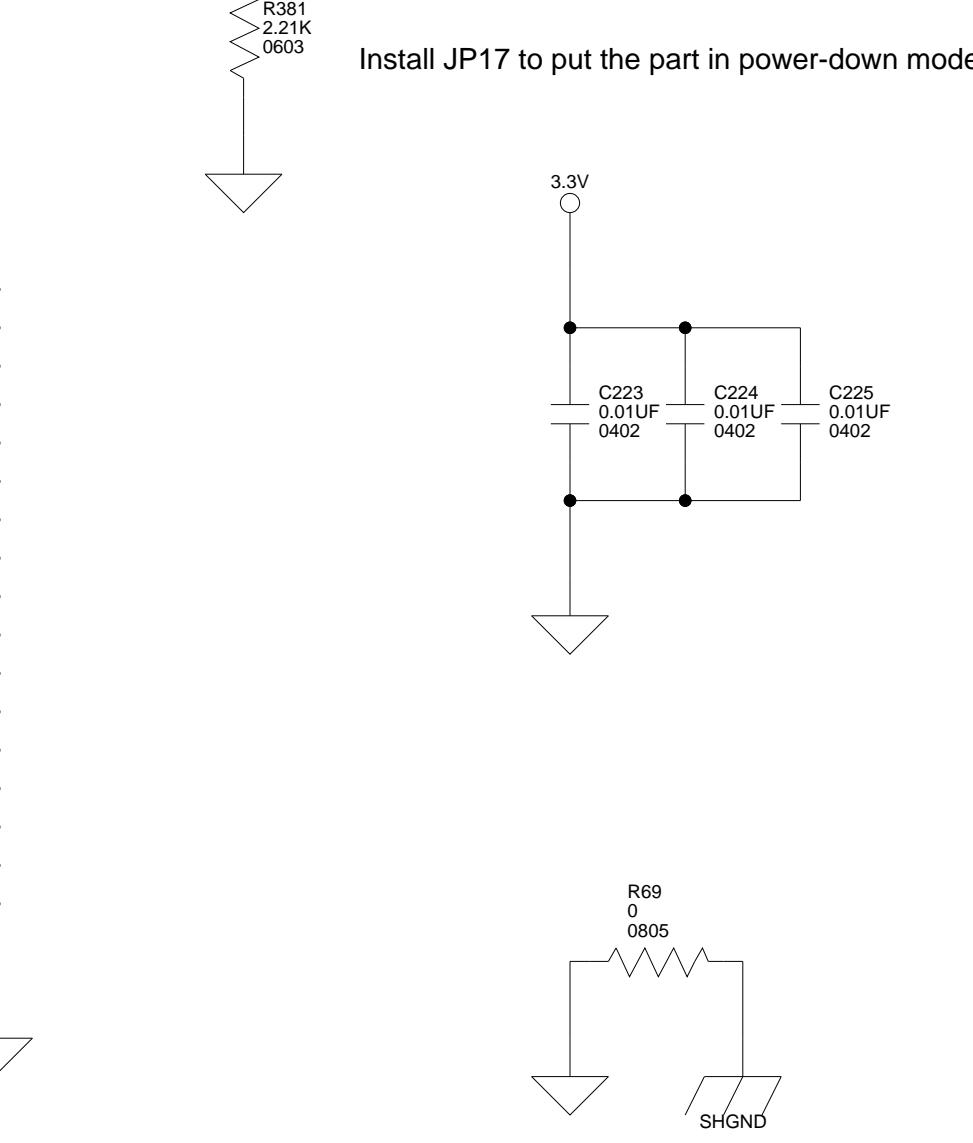 R381
2.21K
0603
Install JP17 to put the part in power-down mode
3.3V
C223
0.01UF
0402
C224
0.01UF
0402
C225
0.01UF
0402
R69
0
0805
SHGND